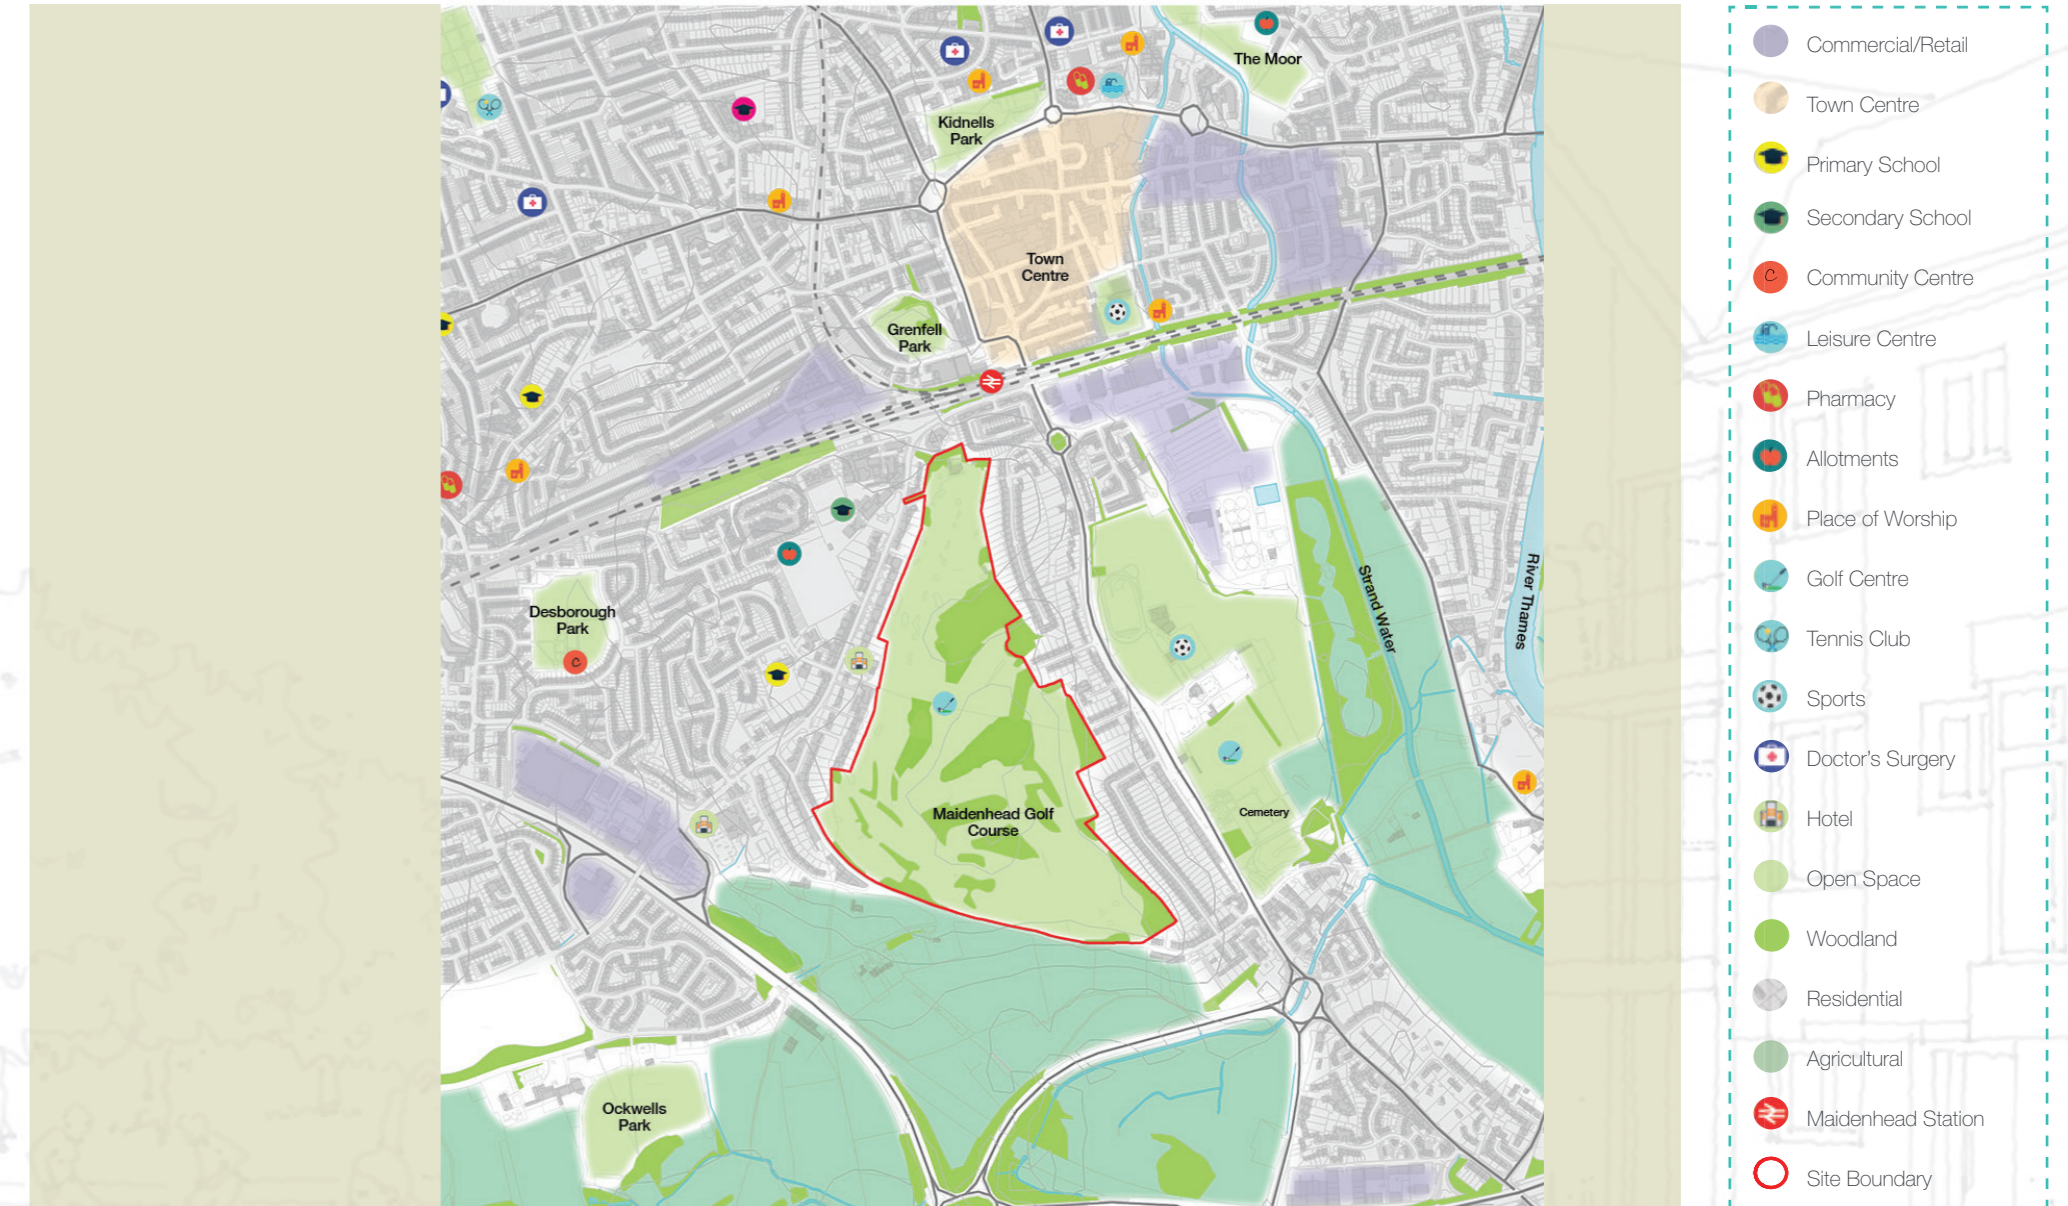 The Moor
Kidnells
Park
Town
Centre
Grenfell
Park
Desborough
Park
C
Strand Water
River Thames
Maidenhead Golf
Course
Cemetery
Ockwells
Park
Commercial/Retail
Town Centre
Primary School
Secondary School
C
Community Centre
Leisure Centre
Pharmacy
Allotments
Place of Worship
Golf Centre
Tennis Club
Sports
Doctor's Surgery
Hotel
Open Space
Woodland
Residential
Agricultural
Maidenhead Station
Site Boundary